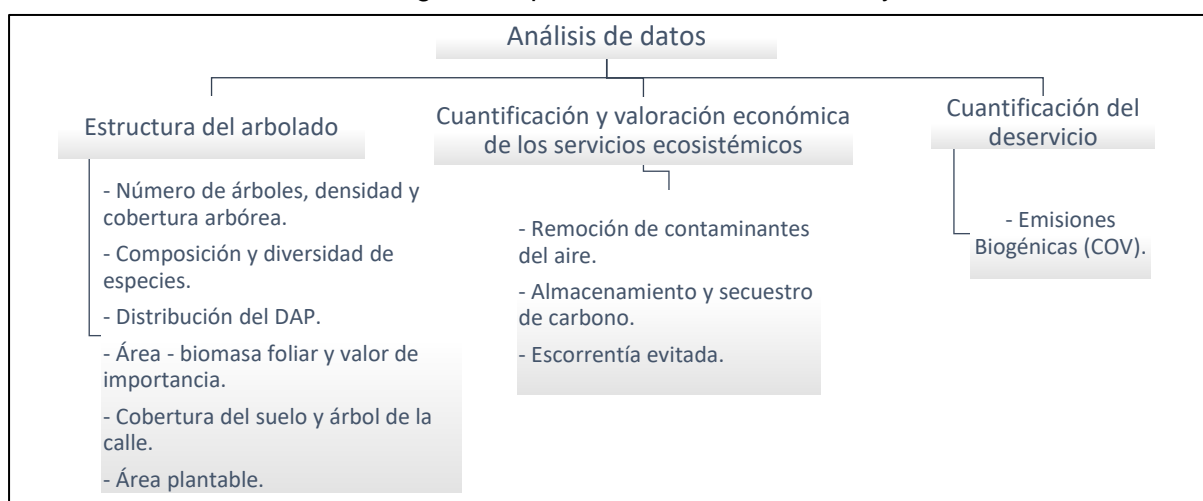 Análisis de datos
Estructura del arbolado
- Número de árboles, densidad y
cobertura arbórea.
- Composición y diversidad de
especies.
- Distribución del DAP.
- Área - biomasa foliar y valor de
importancia.
- Cobertura del suelo y árbol de la
calle.
- Área plantable.
Cuantificación y valoración económica
de los servicios ecosistémicos
- Remoción de contaminantes
del aire.
- Almacenamiento y secuestro
de carbono.
- Escorrentía evitada.
Cuantificación del
deservicio
- Emisiones
Biogénicas (COV).